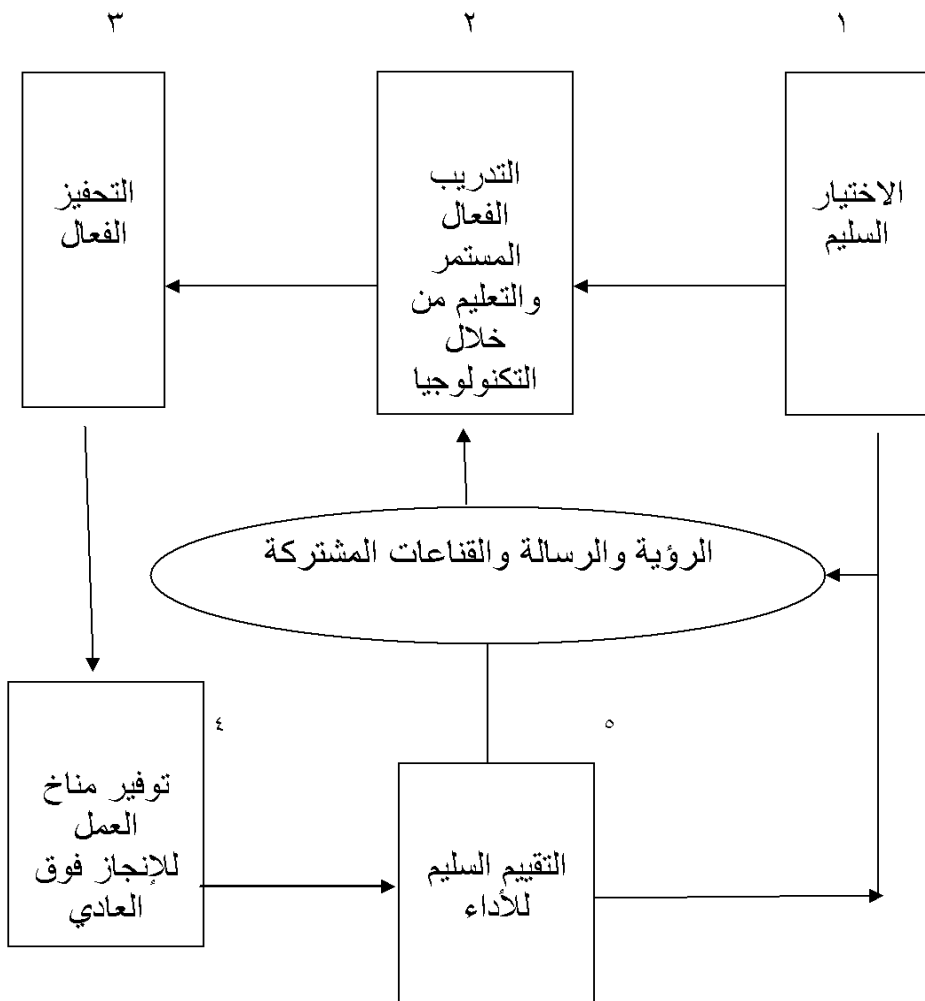 ١
٢
٣
الاختيار
السليم
التدريب
الفعال
المستمر
والتعليم من
خلال
التكنولوجيا
التحفيز
الفعال
الرؤية والرسالة والقناعات المشتركة
٤
توفير مناخ
العمل
للإنجاز فوق
العادي
٥
التقييم السليم
للأداء